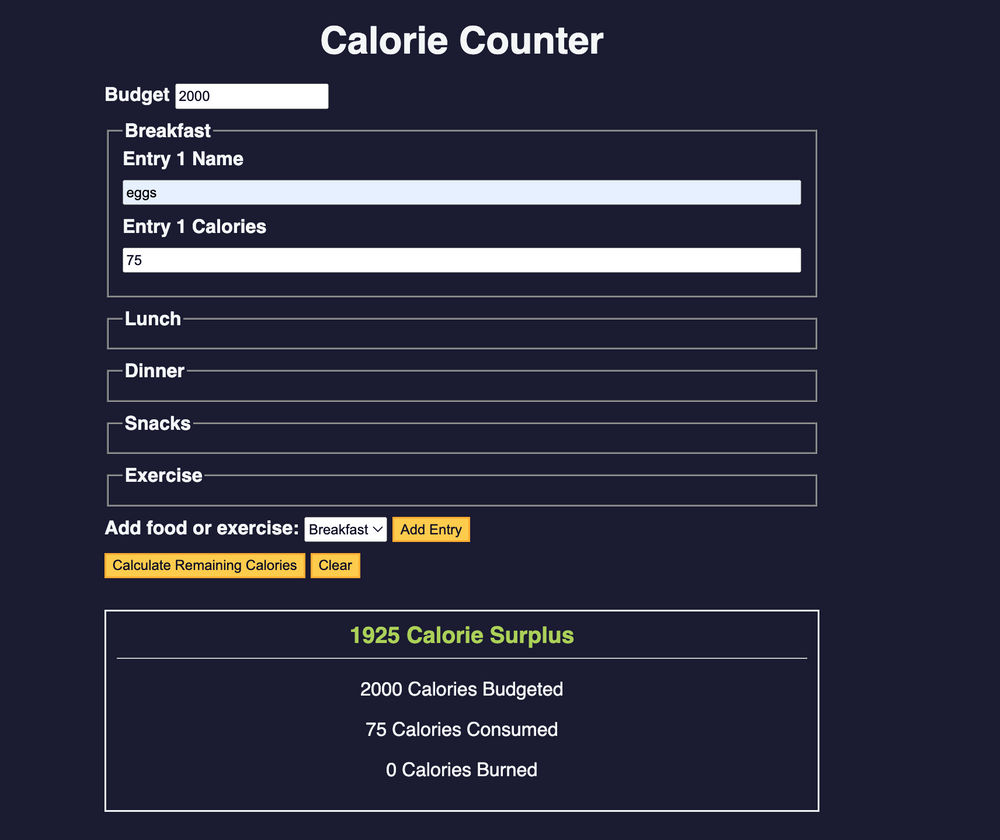 Calorie Counter
Budget 2000
Breakfast
Entry 1 Name
eggs
Entry 1 Calories
75
Lunch
Dinner
Snacks
Exercise
Add food or exercise: Breakfast Add Entry
Calculate Remaining Calories Clear
1925 Calorie Surplus
2000 Calories Budgeted
75 Calories Consumed
0 Calories Burned